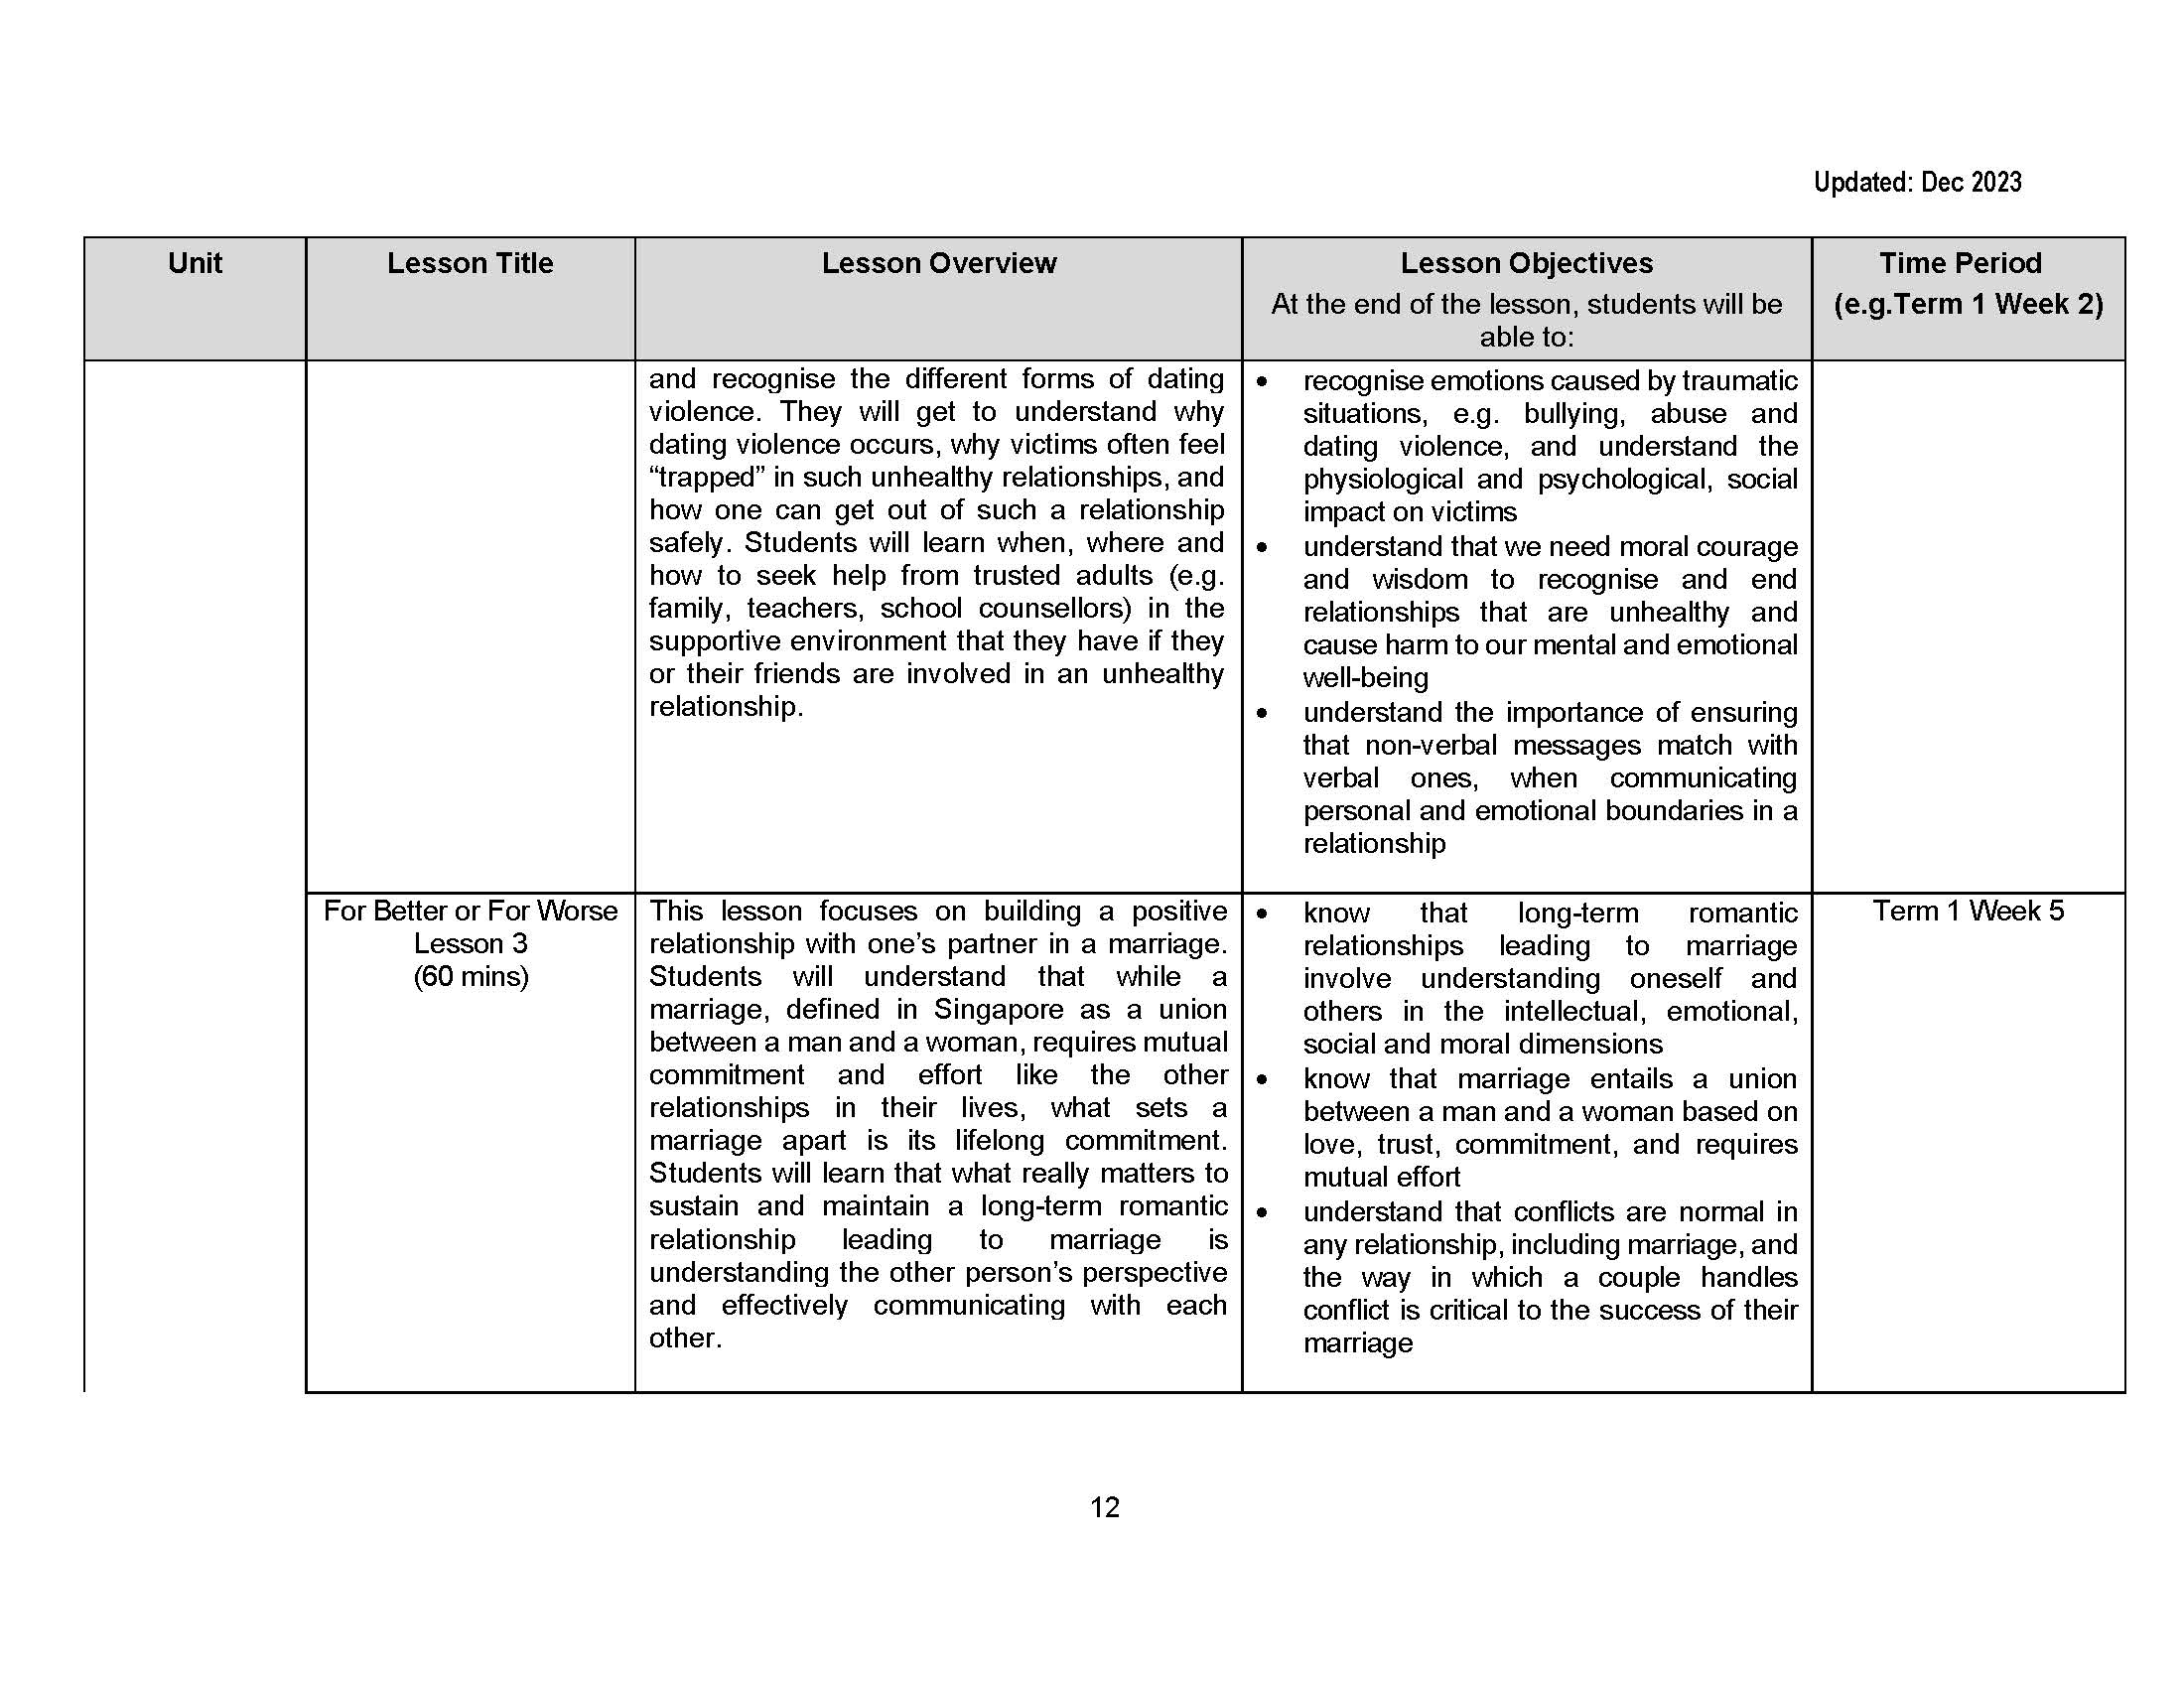 Updated: Dec 2023
Unit
Lesson Title
Lesson Overview
Lesson Objectives
At the end of the lesson, students will be
able to:
Time Period
(e.g.Term 1 Week 2)
and recognise the different forms of dating
violence. They will get to understand why
dating violence occurs, why victims often feel
“trapped” in such unhealthy relationships, and
how one can get out of such a relationship
safely. Students will learn when, where and
how to seek help from trusted adults (e.g.
family, teachers, school counsellors) in the
supportive environment that they have if they
or their friends are involved in an unhealthy
relationship.
• recognise emotions caused by traumatic
situations, e.g. bullying, abuse and
dating violence, and understand the
physiological and psychological, social
impact on victims
• understand that we need moral courage
and wisdom to recognise and end
relationships that are unhealthy and
cause harm to our mental and emotional
well-being
• understand the importance of ensuring
that non-verbal messages match with
verbal ones, when communicating
personal and emotional boundaries in a
relationship
For Better or For Worse
Lesson 3
(60 mins)
This lesson focuses on building a positive
relationship with one’s partner in a marriage.
Students will understand that while a
marriage, defined in Singapore as a union
between a man and a woman, requires mutual
commitment and effort like the other
relationships in their lives, what sets a
marriage apart is its lifelong commitment.
Students will learn that what really matters to
sustain and maintain a long-term romantic
relationship leading to marriage is
understanding the other person’s perspective
and effectively communicating with each
other.
• know that long-term romantic
relationships leading to marriage
involve understanding oneself and
others in the intellectual, emotional,
social and moral dimensions
• know that marriage entails a union
between a man and a woman based on
love, trust, commitment, and requires
mutual effort
• understand that conflicts are normal in
any relationship, including marriage, and
the way in which a couple handles
conflict is critical to the success of their
marriage
Term 1 Week 5
12